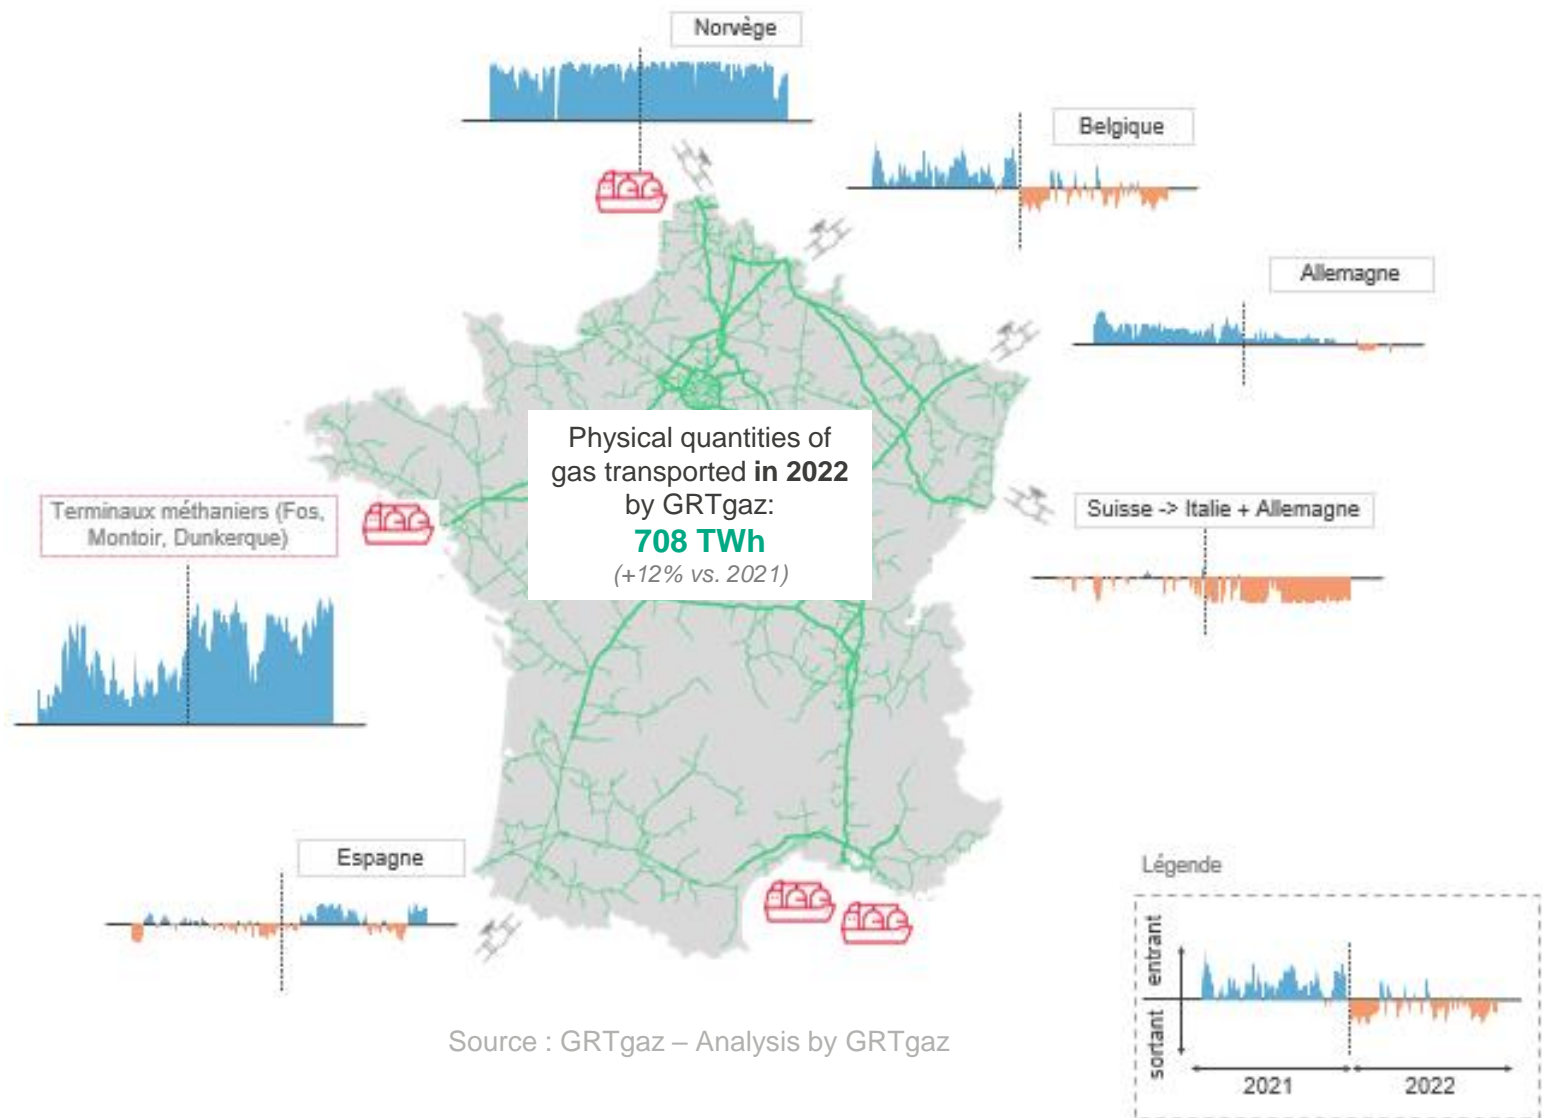 Norvège
Belgique
Allemagne
Physical quantities of
gas transported in 2022
by GRTgaz:
708 TWh
(+12% vs. 2021)
Terminaux méthaniers (Fos,
Montoir, Dunkerque)
Suisse -> Italie + Allemagne
Espagne
Légende
entrant
sortant
2021
2022
Source : GRTgaz – Analysis by GRTgaz